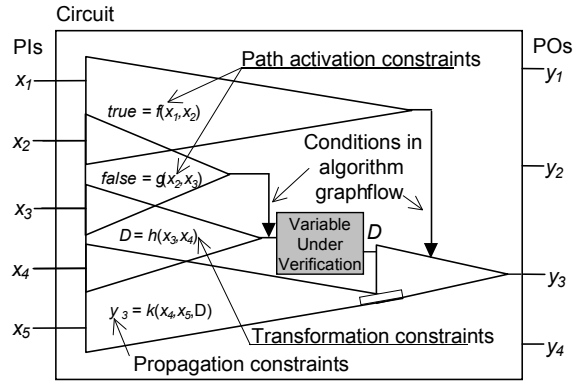 Circuit
PIs
POs
Path activation constraints
x1
y1
true = f(x1,x2)
x2
Conditions in
algorithm
graphflow
y2
false = g(x2,x3)
x3
D = h(x3,x4)
Variable
Under
Verification
D
x4
y3
y3 = k(x4,x5,D)
x5
Transformation constraints
y4
Propagation constraints